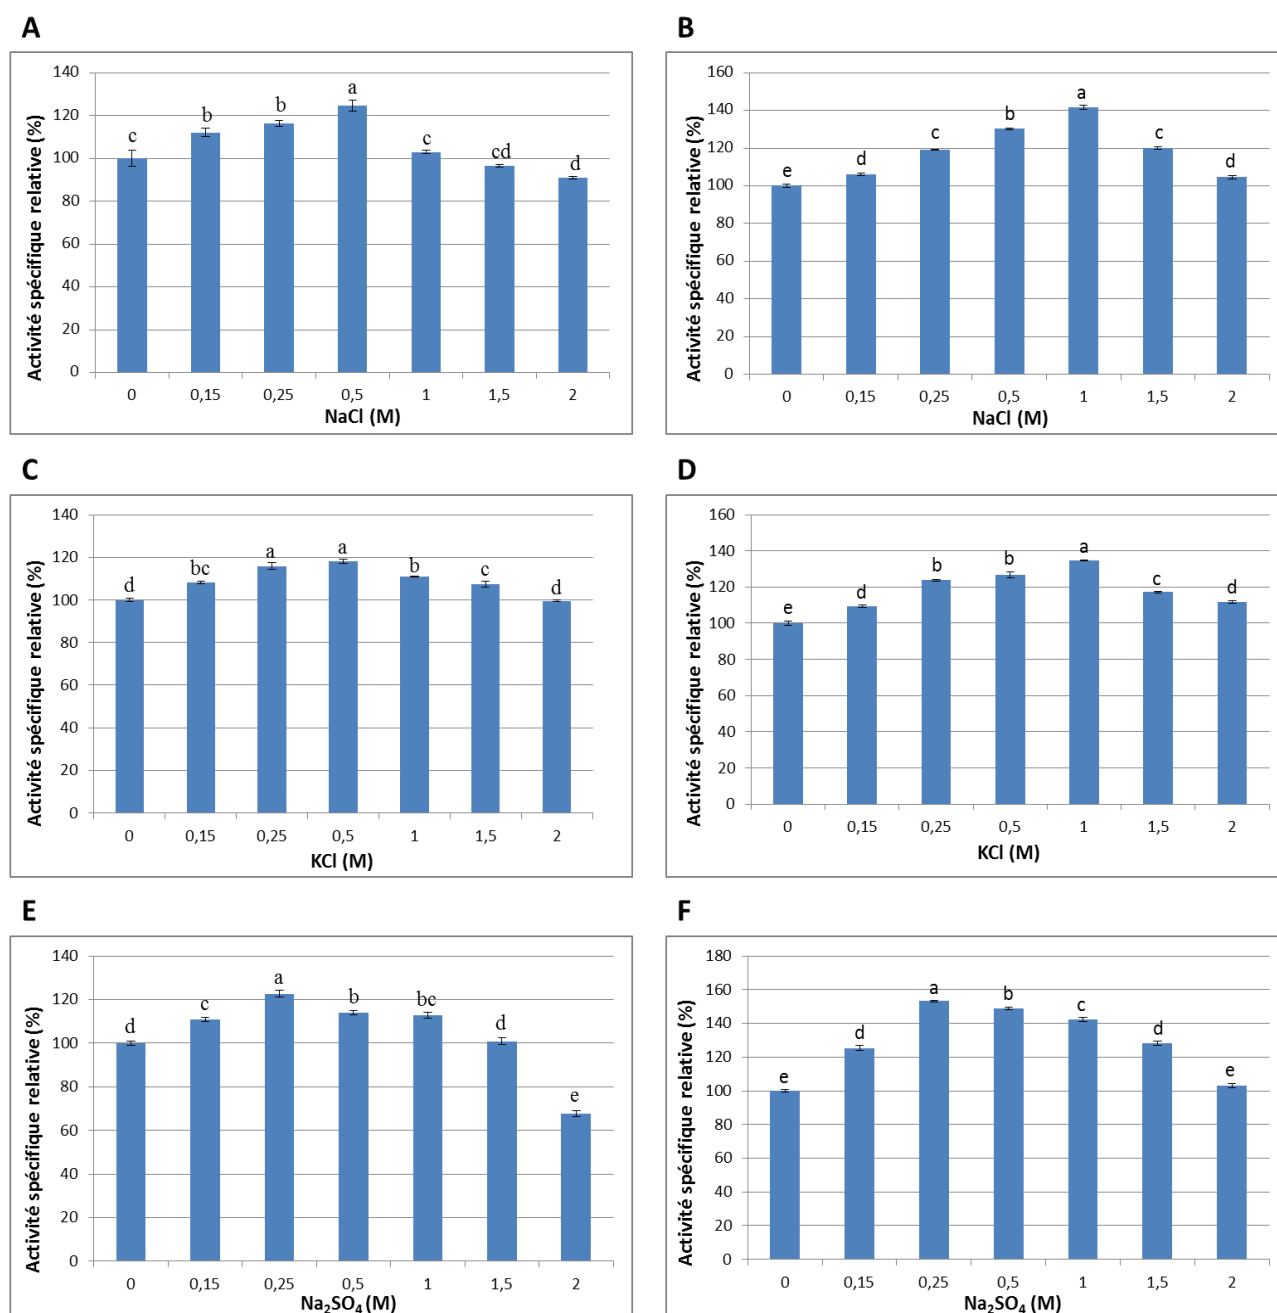 A
Activité spécifique relative (%)
140
120
100
80
60
40
20
0
c
b
b
a
c
cd
d
0 0,15 0,25 0,5 1 1,5 2
NaCl (M)
B
Activité spécifique relative (%)
160
140
120
100
80
60
40
20
0
e
d
c
b
a
c
d
0 0,15 0,25 0,5 1 1,5 2
NaCl (M)
C
Activité spécifique relative (%)
140
120
100
80
60
40
20
0
d
bc
a
a
b
c
d
0 0,15 0,25 0,5 1 1,5 2
KCl (M)
D
Activité spécifique relative (%)
160
140
120
100
80
60
40
20
0
e
d
b
b
a
c
d
0 0,15 0,25 0,5 1 1,5 2
KCl (M)
E
Activité spécifique relative (%)
140
120
100
80
60
40
20
0
d
c
a
b
bc
d
e
0 0,15 0,25 0,5 1 1,5 2
Na₂SO₄ (M)
F
Activité spécifique relative (%)
180
160
140
120
100
80
60
40
20
0
e
d
a
b
c
d
e
0 0,15 0,25 0,5 1 1,5 2
Na₂SO₄ (M)